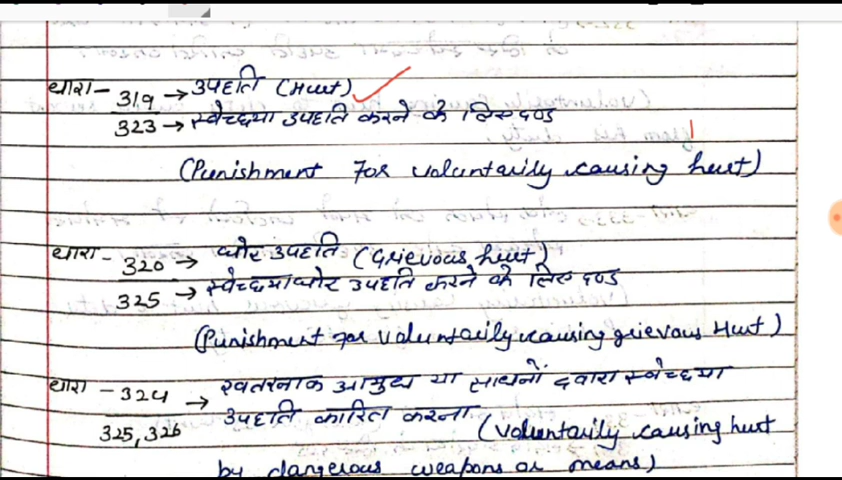 धारा- 319 → उपहति (Hurt)
323 → स्वेच्छया उपहति करने के लिए दण्ड
(Punishment for voluntarily causing hurt)
धारा - 320 → घोर उपहति (Grievous hurt)
325 → स्वेच्छया घोर उपहति करने के लिए दण्ड
(Punishment for voluntarily causing grievous Hurt)
धारा - 324 → खतरनाक आयुध या साधनों द्वारा स्वेच्छया
325, 326 उपहति कारित करना (voluntarily causing hurt
by dangerous weapons or means)